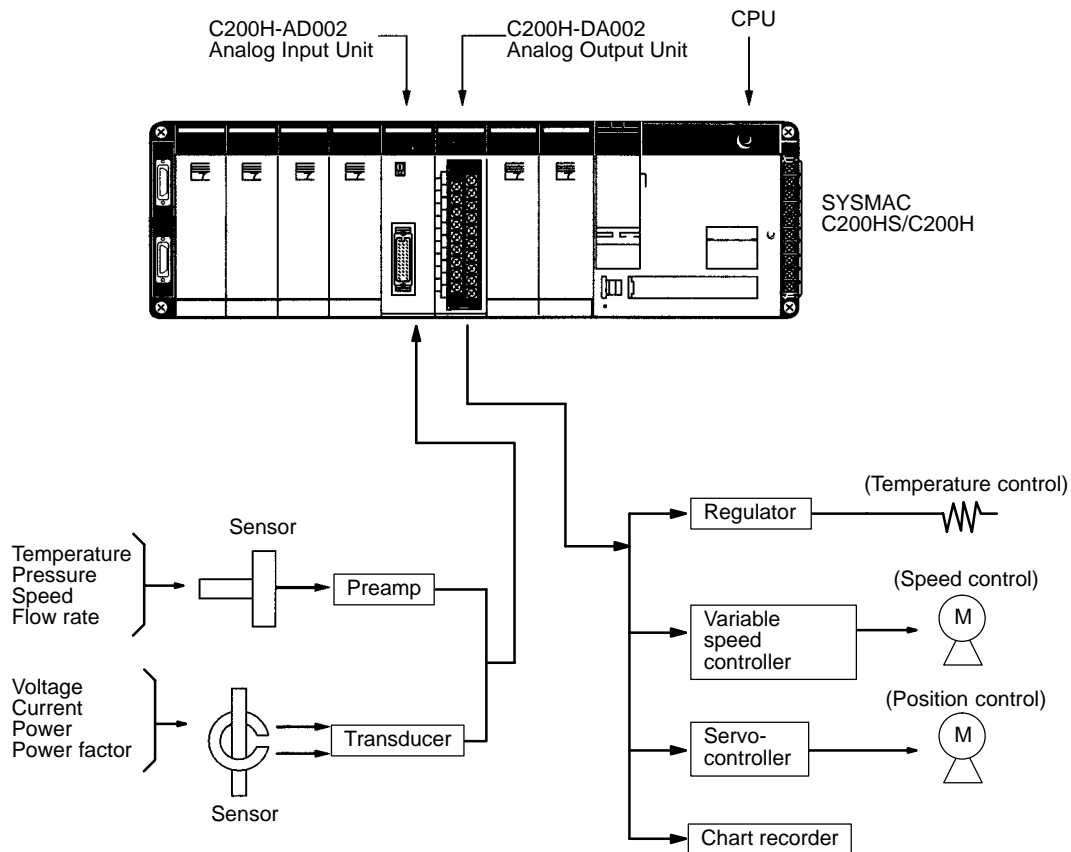 C200H-AD002
Analog Input Unit
C200H-DA002
Analog Output Unit
CPU
SYSMAC
C200HS/C200H
(Temperature control)
Regulator
Sensor
Temperature
Pressure
Speed
Flow rate
Preamp
(Speed control)
M
Variable
speed
controller
Voltage
Current
Power
Power factor
Transducer
Sensor
(Position control)
M
Servo-
controller
Chart recorder